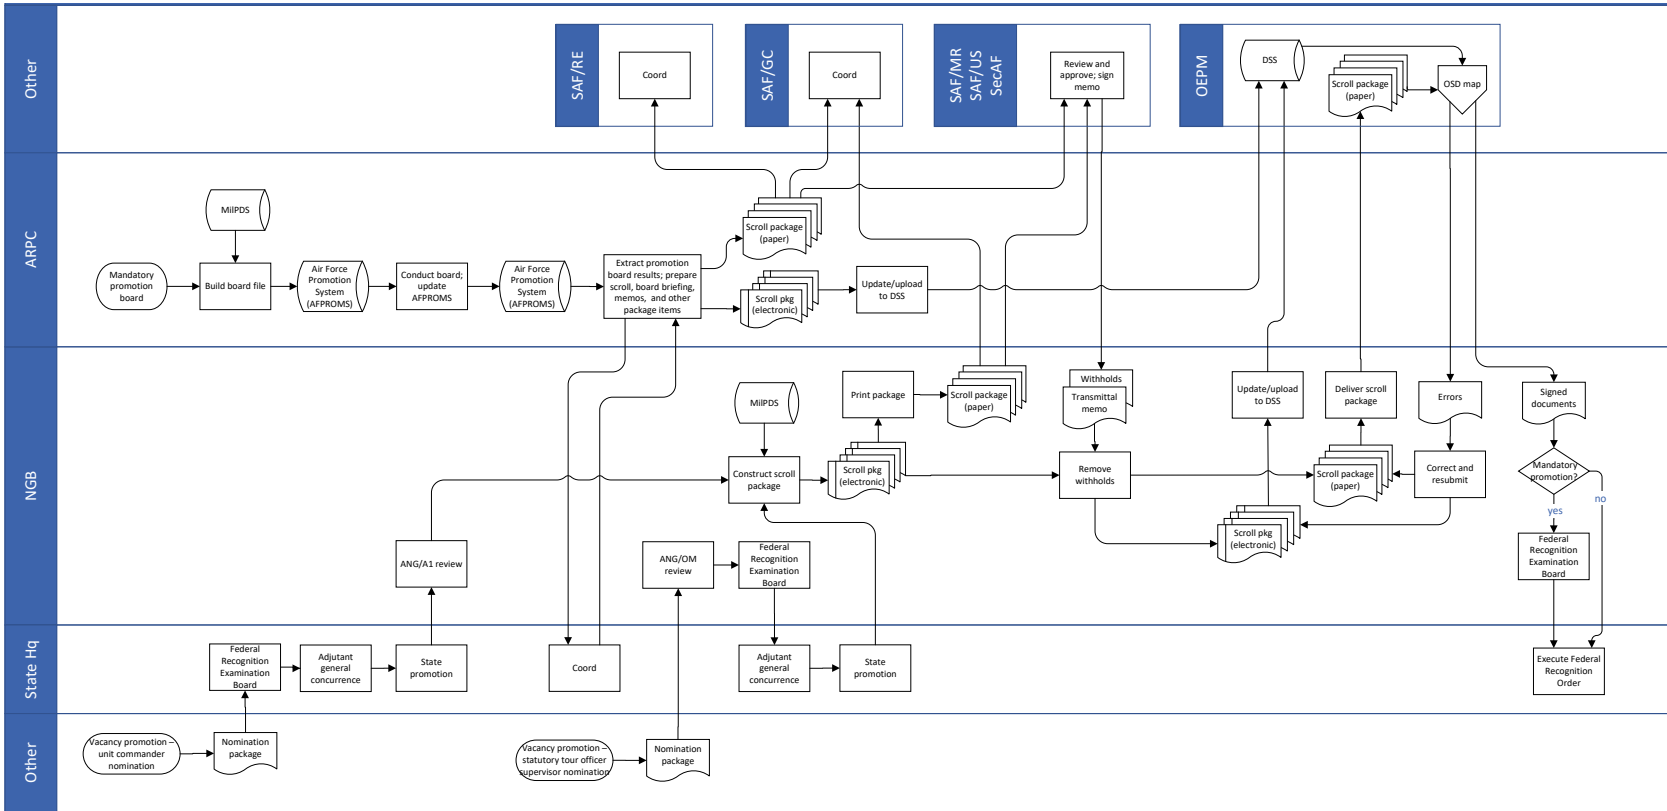 Other
SAF/RE
Coord
SAF/GC
Coord
SAF/MR
SAF/US
SecAF
Review and
approve; sign
memo
OEPM
DSS
Scroll package
(paper)
OSD map
ARPC
MilPDS
Mandatory
promotion
board
Build board file
Air Force
Promotion
System
(AFPROMS)
Conduct board;
update
AFPROMS
Air Force
Promotion
System
(AFPROMS)
Extract promotion
board results; prepare
scroll, board briefing,
memos, and other
package items
Scroll package
(paper)
Scroll pkg
(electronic)
Update/upload
to DSS
NGB
MilPDS
Print package
Scroll package
(paper)
Withholds
Transmittal
memo
Update/upload
to DSS
Deliver scroll
package
Errors
Signed
documents
Construct scroll
package
Scroll pkg
(electronic)
Remove
withholds
Scroll package
(paper)
Correct and
resubmit
Mandatory
promotion?
no
yes
Scroll pkg
(electronic)
ANG/A1 review
ANG/OM
review
Federal
Recognition
Examination
Board
Federal
Recognition
Examination
Board
State Hq
Federal
Recognition
Examination
Board
Adjutant
general
concurrence
State
promotion
Coord
Adjutant
general
concurrence
State
promotion
Execute Federal
Recognition
Order
Other
Vacancy promotion –
unit commander
nomination
Nomination
package
Vacancy promotion –
statutory tour officer
supervisor nomination
Nomination
package